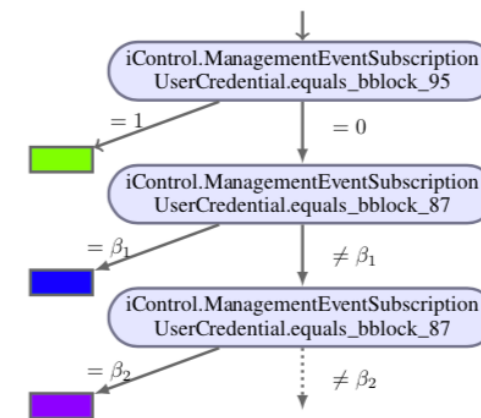 iControl.ManagementEventSubscription
UserCredential.equals_bblock_95
= 1
= 0
iControl.ManagementEventSubscription
UserCredential.equals_bblock_87
= β₁
≠ β₁
iControl.ManagementEventSubscription
UserCredential.equals_bblock_87
= β₂
≠ β₂